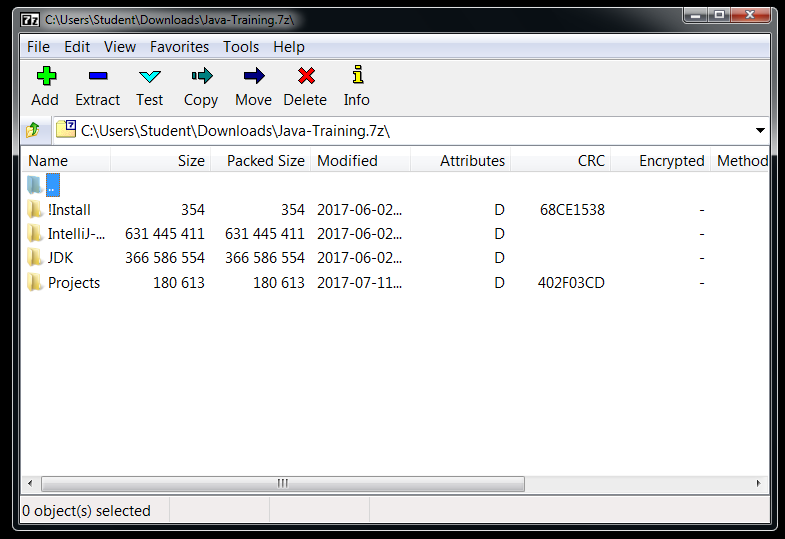 7z C:\Users\Student\Downloads\Java-Training.7z\
File Edit View Favorites Tools Help
Add Extract Test Copy Move Delete Info
C:\Users\Student\Downloads\Java-Training.7z\
Name Size Packed Size Modified Attributes CRC Encrypted Method
..
!Install 354 354 2017-06-02... D 68CE1538 -
IntelliJ-... 631 445 411 631 445 411 2017-06-02... D -
JDK 366 586 554 366 586 554 2017-06-02... D -
Projects 180 613 180 613 2017-07-11... D 402F03CD -
0 object(s) selected